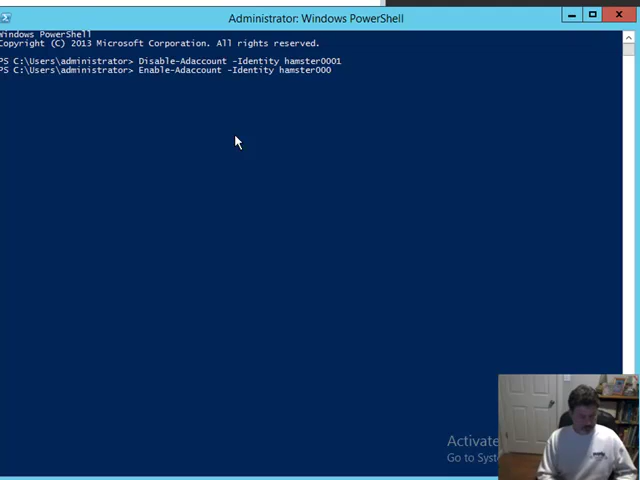 Administrator: Windows PowerShell
Windows PowerShell
Copyright (C) 2013 Microsoft Corporation. All rights reserved.
PS C:\Users\administrator> Disable-Adaccount -Identity hamster0001
PS C:\Users\administrator> Enable-Adaccount -Identity hamster000
Activate
Go to Syst